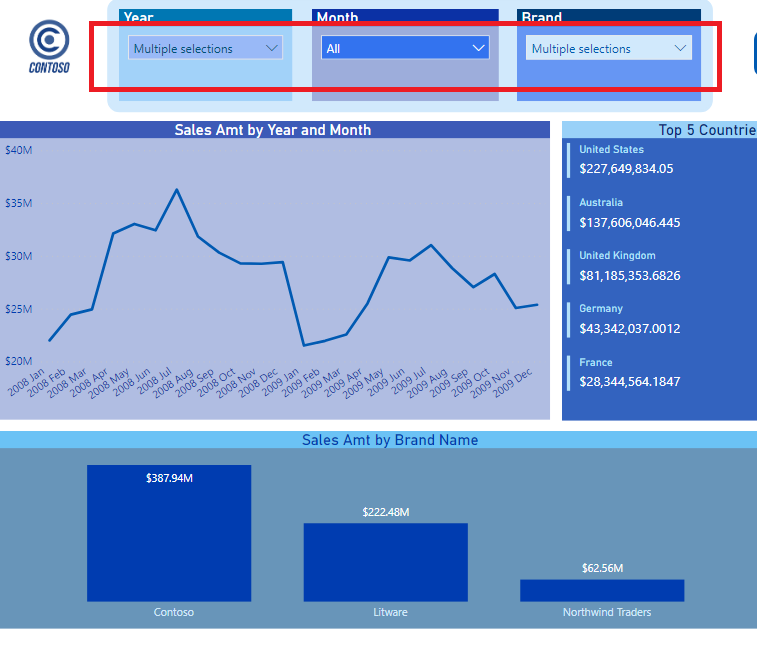 Year
Month
Brand
Multiple selections
All
Multiple selections
CONTOSO
Sales Amt by Year and Month
$40M
$35M
$30M
$25M
$20M
2008 Jan
2008 Feb
2008 Mar
2008 Apr
2008 May
2008 Jun
2008 Jul
2008 Aug
2008 Sep
2008 Oct
2008 Nov
2008 Dec
2009 Jan
2009 Feb
2009 Mar
2009 Apr
2009 May
2009 Jun
2009 Jul
2009 Aug
2009 Sep
2009 Oct
2009 Nov
2009 Dec
Top 5 Countrie
United States
$227,649,834.05
Australia
$137,606,046.445
United Kingdom
$81,185,353.6826
Germany
$43,342,037.0012
France
$28,344,564.1847
Sales Amt by Brand Name
$387.94M
$222.48M
$62.56M
Contoso
Litware
Northwind Traders